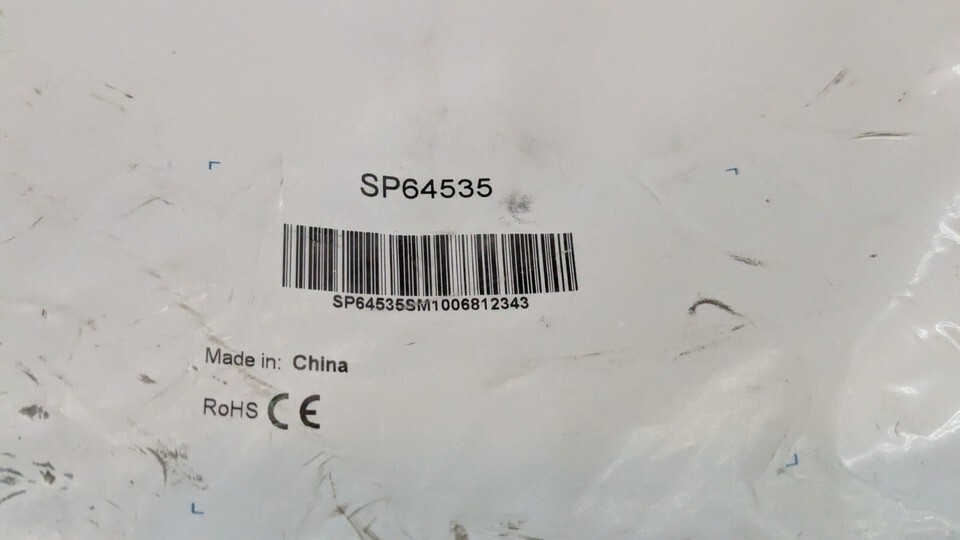 SP64535
SP64535SM1006812343
Made in: China
RoHS CE